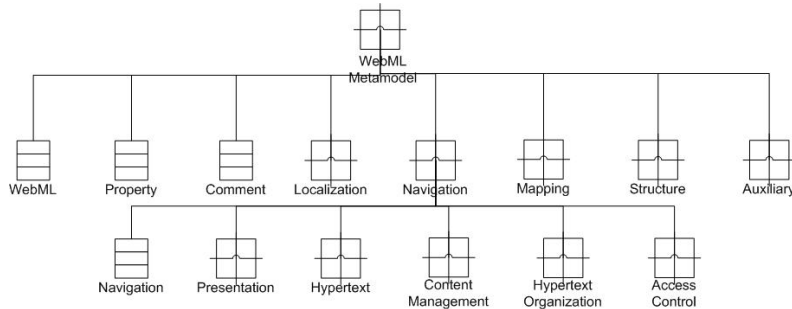 WebML
Metamodel
WebML
Property
Comment
Localization
Navigation
Mapping
Structure
Auxiliary
Navigation
Presentation
Hypertext
Content
Management
Hypertext
Organization
Access
Control